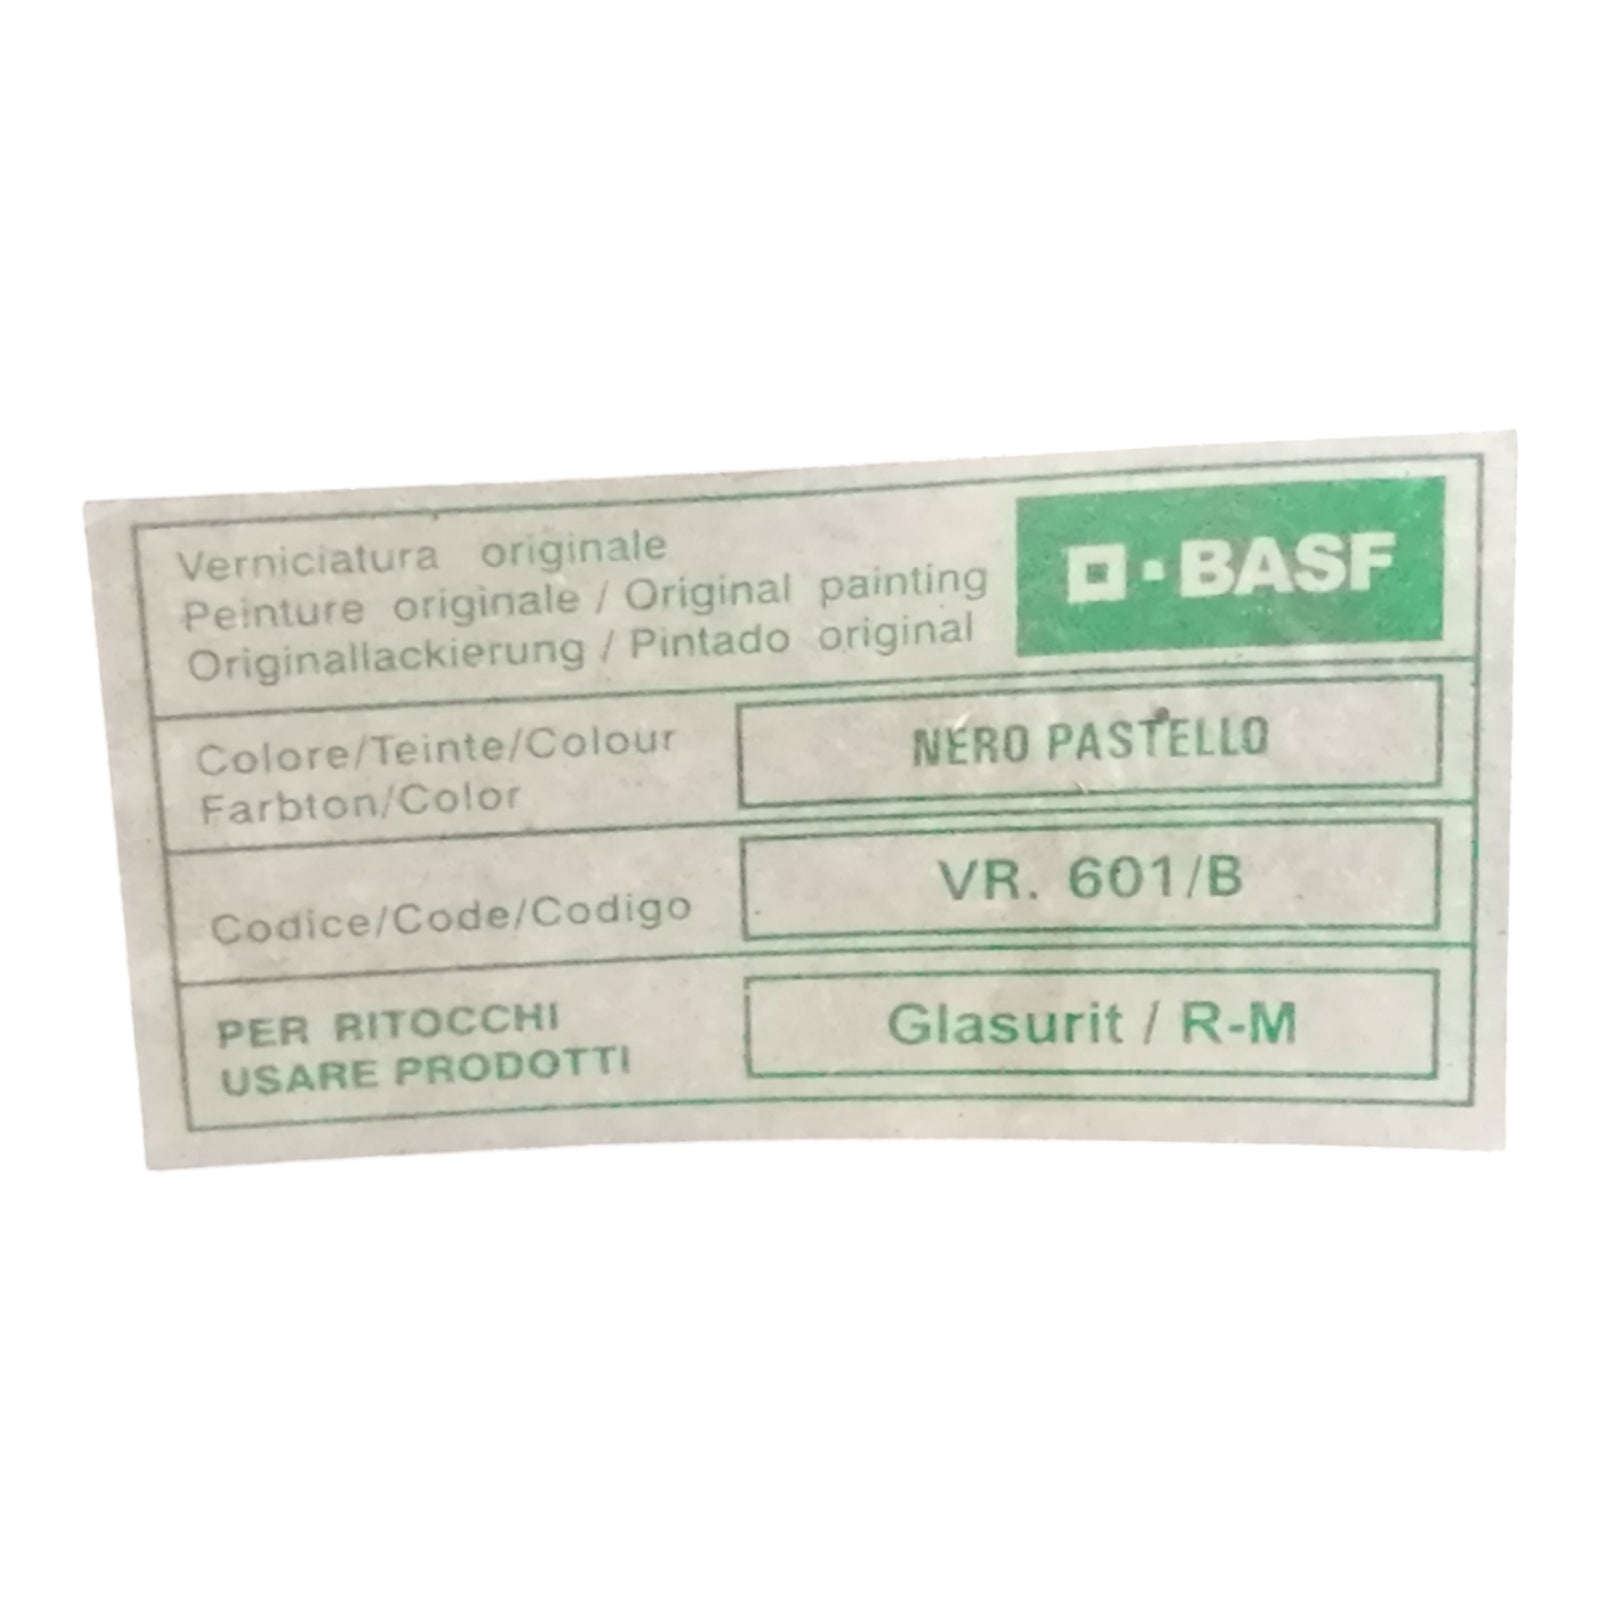 Verniciatura originale
Peinture originale / Original painting
Originallackierung / Pintado original
BASF
Colore/Teinte/Colour
Farbton/Color
NERO PASTELLO
Codice/Code/Codigo
VR. 601/B
PER RITOCCHI
USARE PRODOTTI
Glasurit / R-M